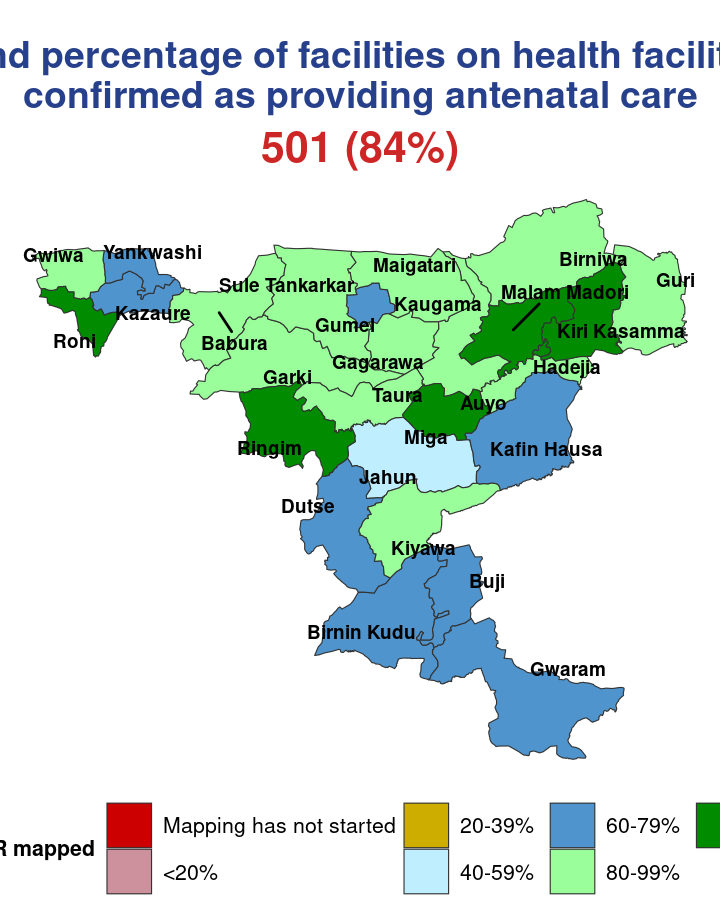 nd percentage of facilities on health facilit
confirmed as providing antenatal care
501 (84%)
Gwiwa
Yankwashi
Birniwa
Maigatari
Guri
Sule Tankarkar
Malam Madori
Kaugama
Kazaure
Gumel
Kiri Kasamma
Roni
Babura
Gagarawa
Hadejia
Garki
Taura
Auyo
Miga
Ringim
Kafin Hausa
Jahun
Dutse
Kiyawa
Buji
Birnin Kudu
Gwaram
R mapped
Mapping has not started
20-39%
60-79%
<20%
40-59%
80-99%